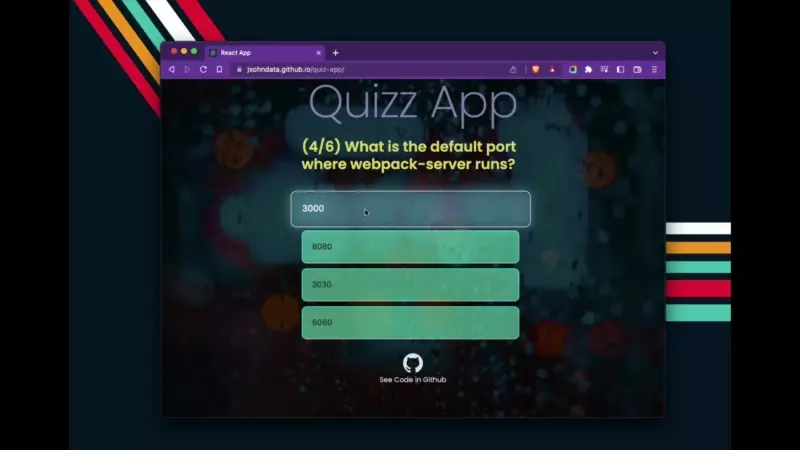 React App
jsohndata.github.io/quiz-app/
Quizz App
(4/6) What is the default port
where webpack-server runs?
3000
8080
3030
6060
See Code in Github